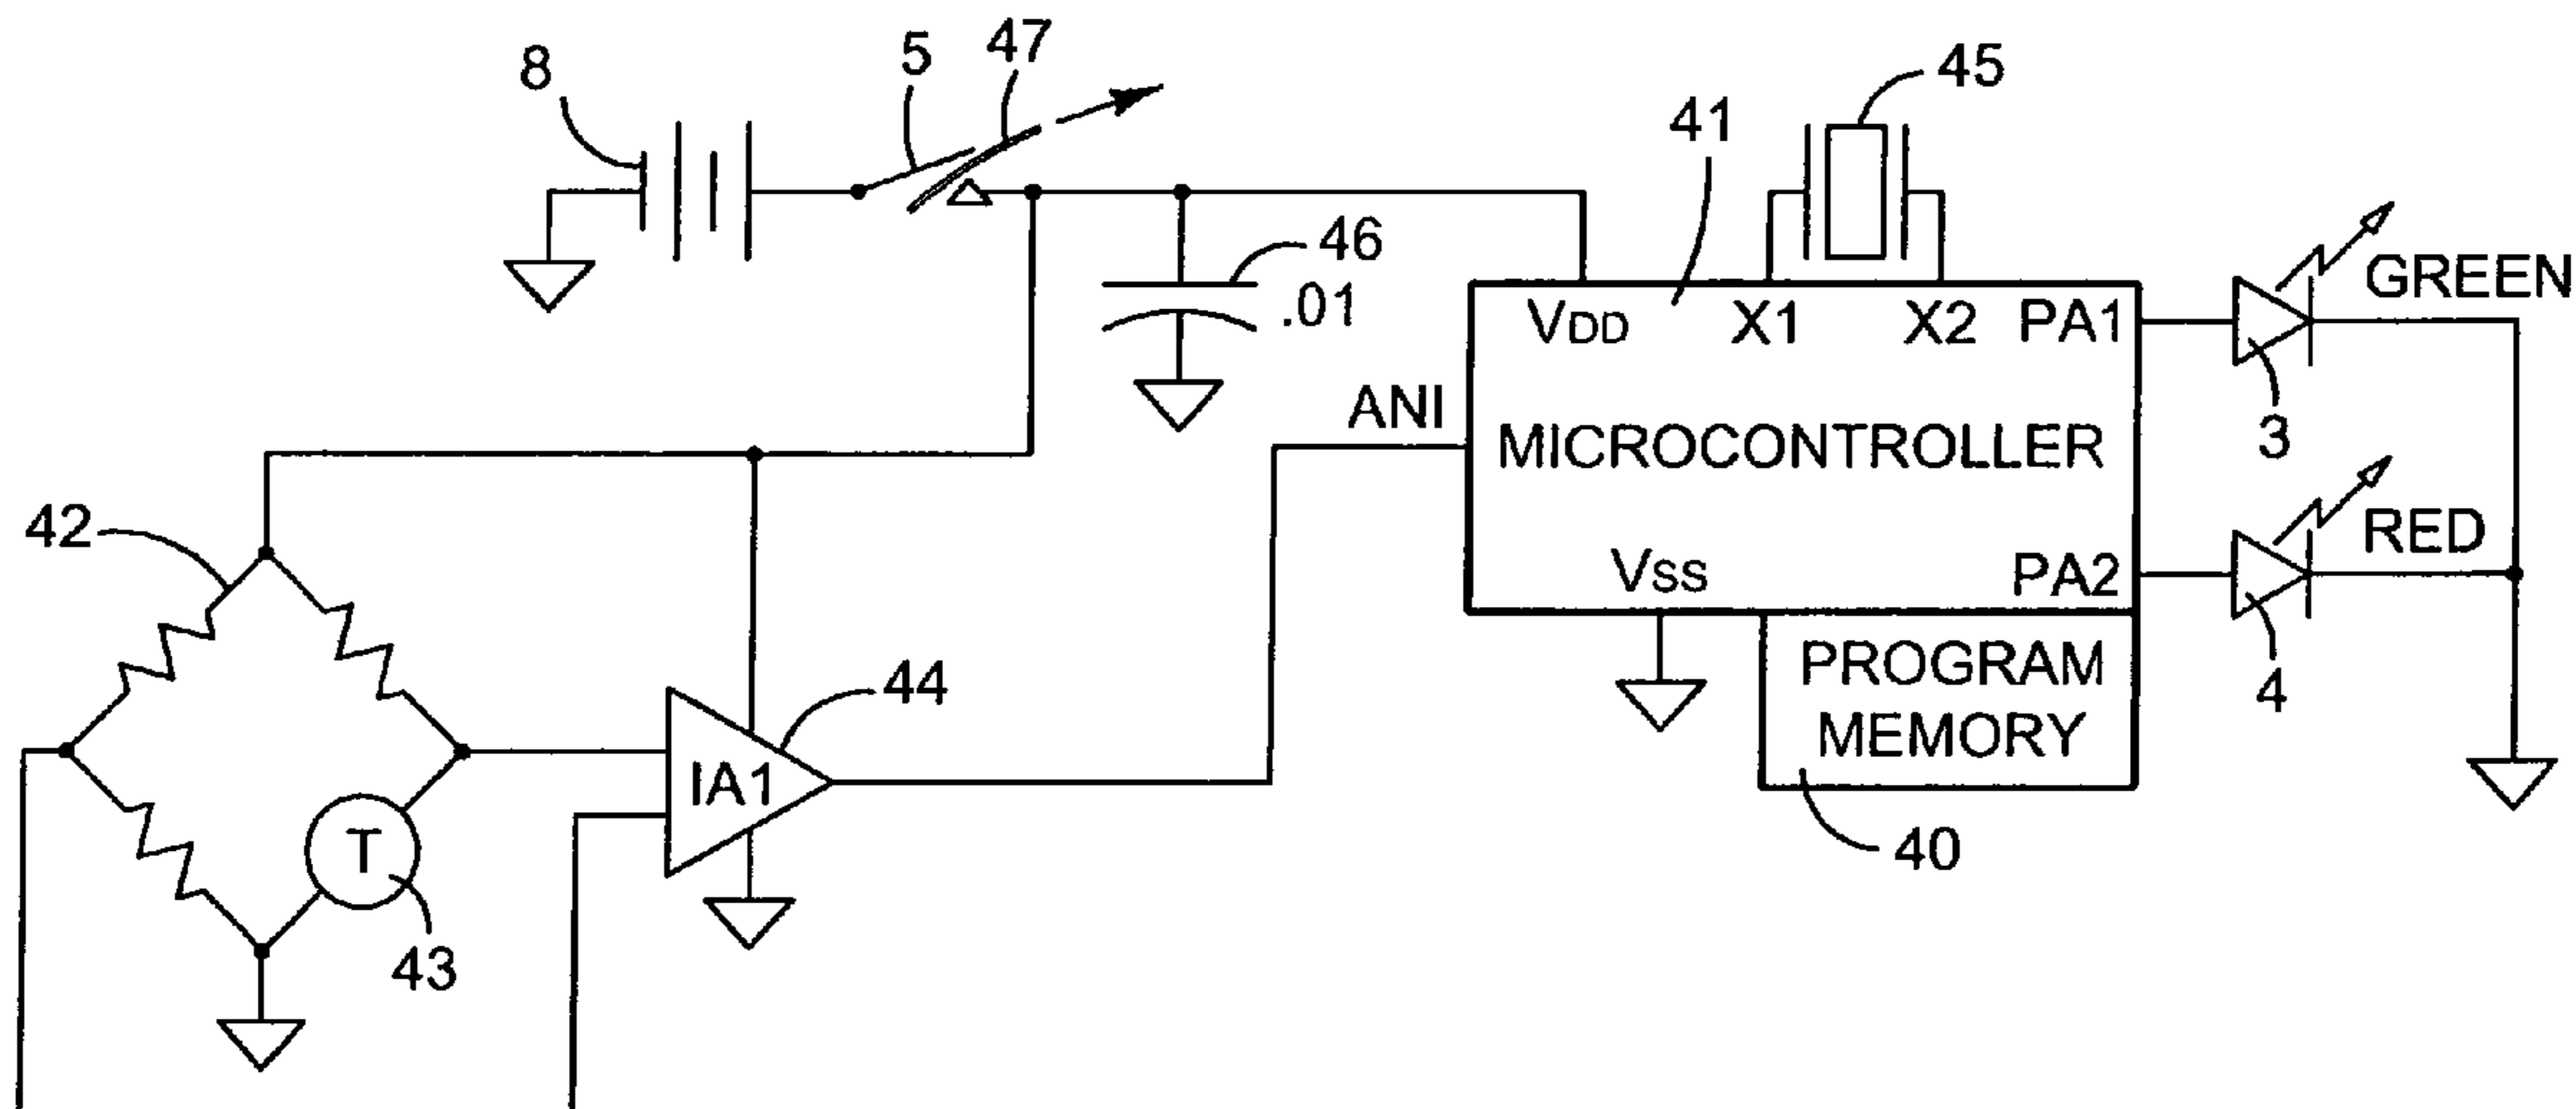 8
5
47
45
41
46
.01
VDD
X1
X2
PA1
GREEN
3
ANI
MICROCONTROLLER
42
RED
VSS
PA2
4
PROGRAM
MEMORY
44
IA1
T
43
40